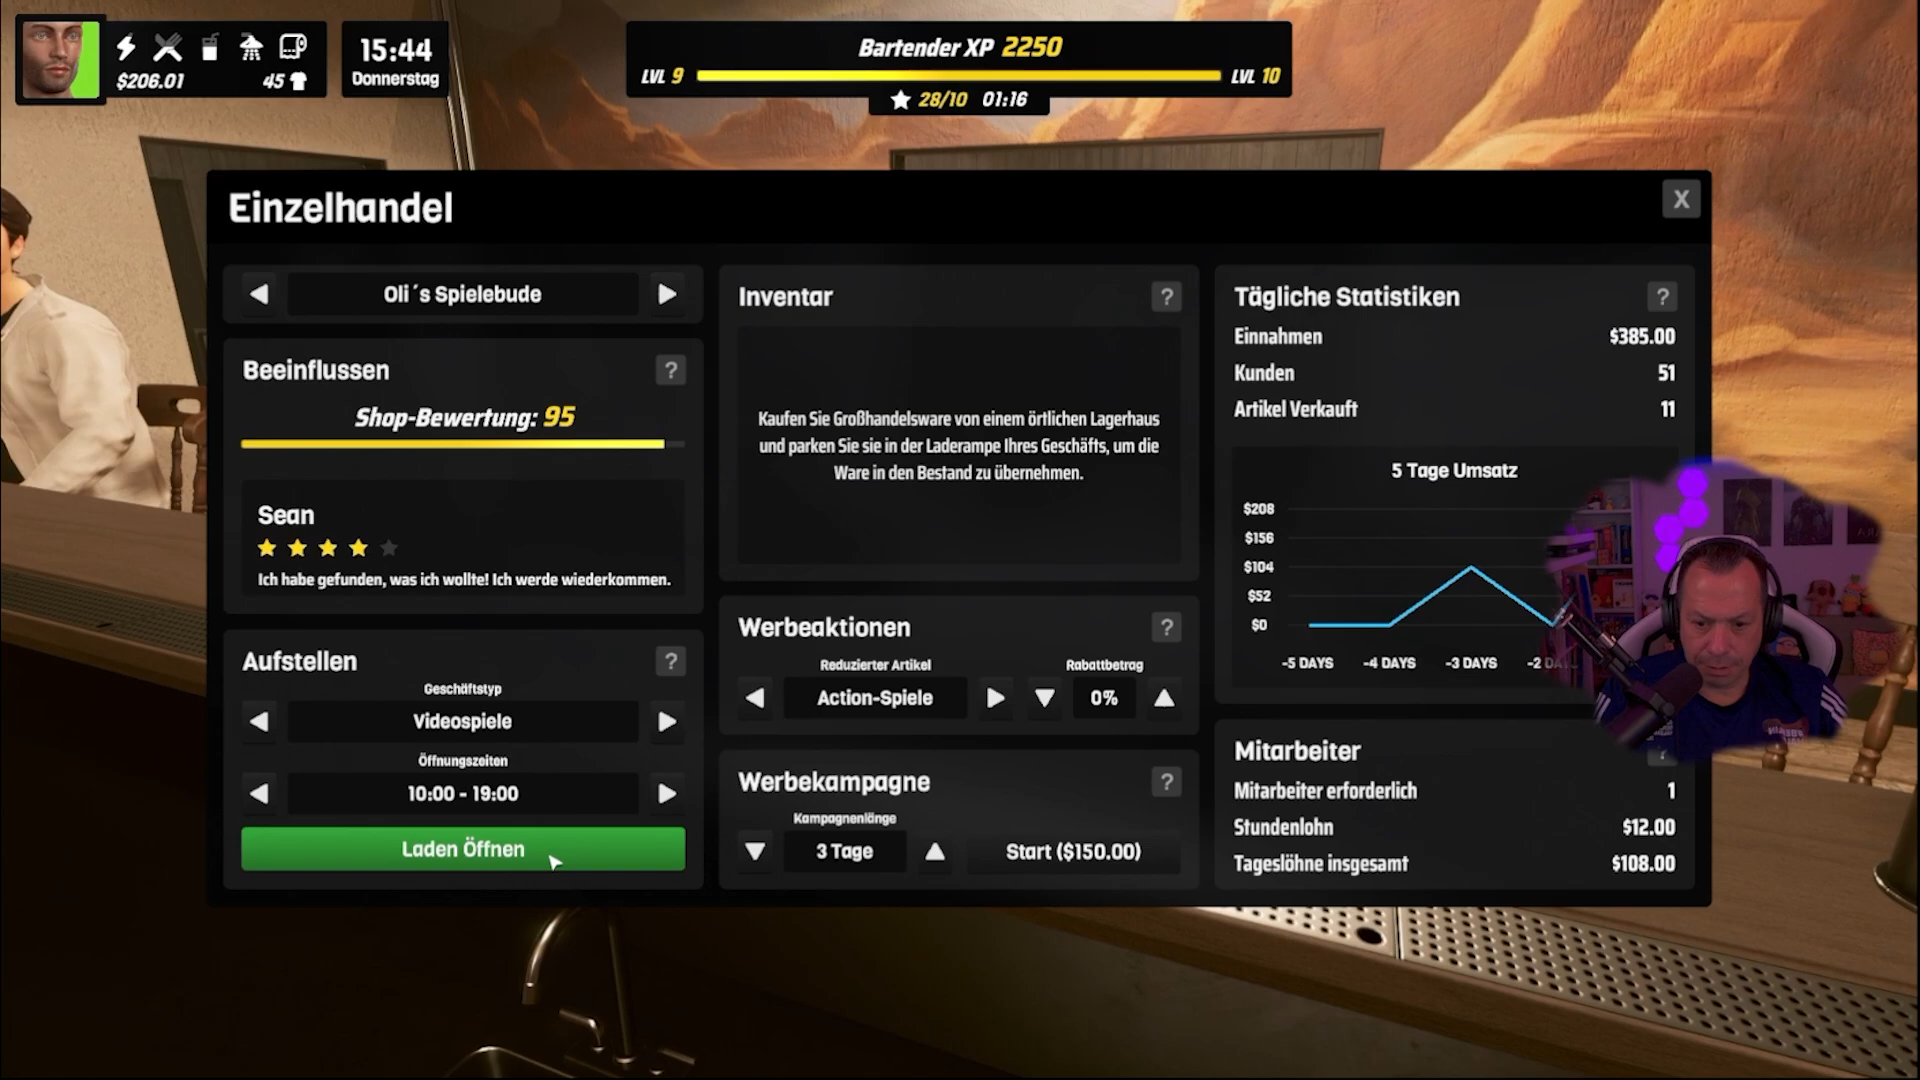 $206.01
45
15:44
Donnerstag
Bartender XP 2250
LVL 9
LVL 10
28/10 01:16
Einzelhandel
X
Oli´s Spielebude
Beeinflussen
?
Shop-Bewertung: 95
Sean
Ich habe gefunden, was ich wollte! Ich werde wiederkommen.
Aufstellen
?
Geschäftstyp
Videospiele
Öffnungszeiten
10:00 - 19:00
Laden Öffnen
Inventar
?
Kaufen Sie Großhandelsware von einem örtlichen Lagerhaus
und parken Sie sie in der Laderampe Ihres Geschäfts, um die
Ware in den Bestand zu übernehmen.
Werbeaktionen
?
Reduzierter Artikel
Rabattbetrag
Action-Spiele
0%
Werbekampagne
?
Kampagnenlänge
3 Tage
Start ($150.00)
Tägliche Statistiken
?
Einnahmen
$385.00
Kunden
51
Artikel Verkauft
11
5 Tage Umsatz
$208
$156
$104
$52
$0
-5 DAYS
-4 DAYS
-3 DAYS
-2
Mitarbeiter
Mitarbeiter erforderlich
1
Stundenlohn
$12.00
Tageslöhne insgesamt
$108.00